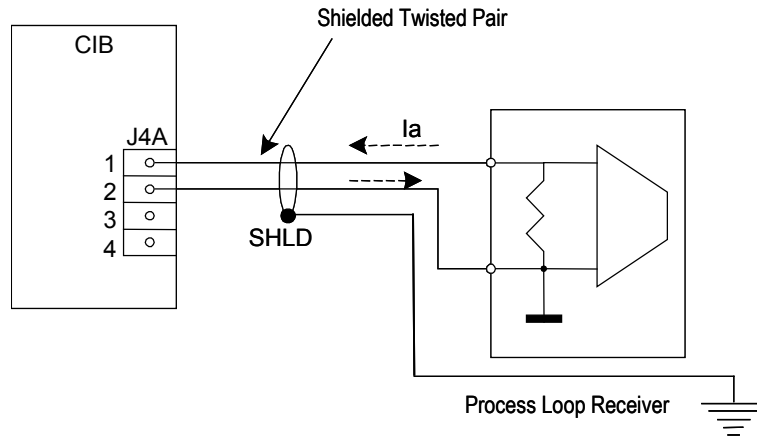 Shielded Twisted Pair
CIB
J4A
Ia
1
2
3
4
SHLD
Process Loop Receiver